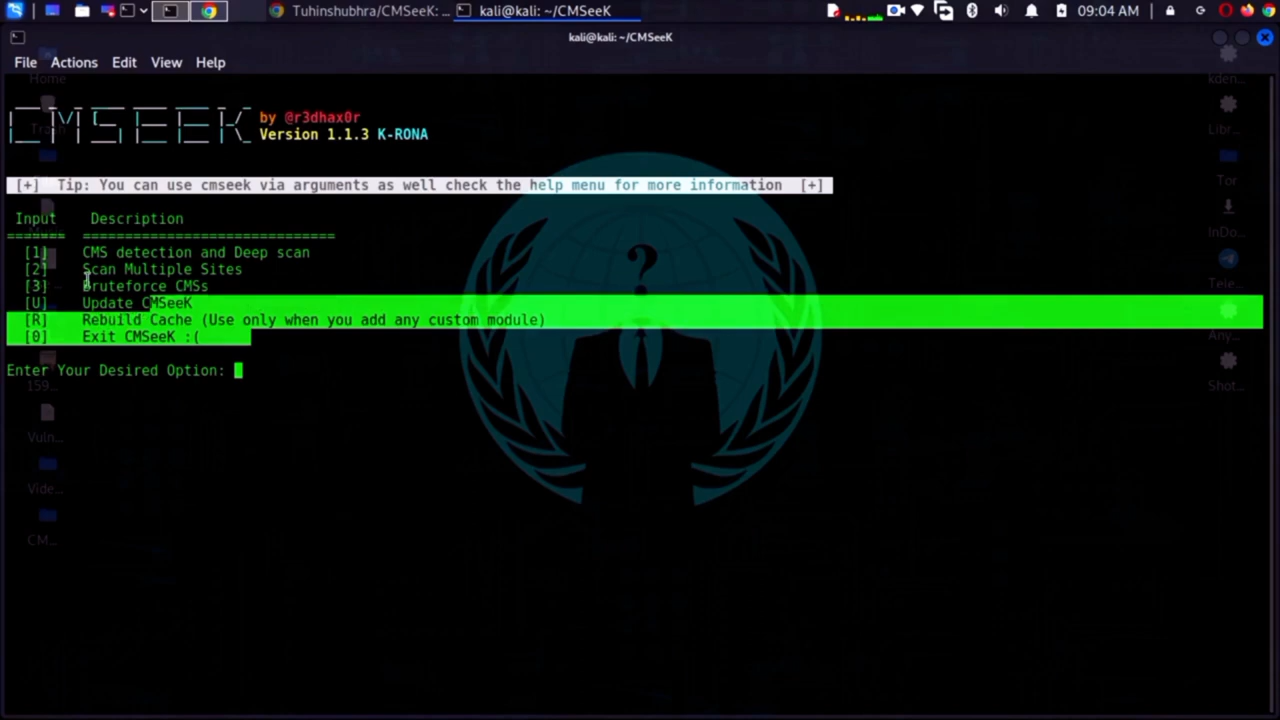 Tuhinshubhra/CMSeeK: ...
kali@kali: ~/CMSeeK
09:04 AM
kali@kali: ~/CMSeeK
File Actions Edit View Help
Home
CMSEEK by @r3dhax0r
Version 1.1.3 K-RONA
[+] Tip: You can use cmseek via arguments as well check the help menu for more information [+]
Input Description
======= ==============================
[1] CMS detection and Deep scan
[2] Scan Multiple Sites
[3] Bruteforce CMSs
[U] Update CMSeeK
[R] Rebuild Cache (Use only when you add any custom module)
[0] Exit CMSeeK :(
Enter Your Desired Option:
159...
Vuln...
Vide...
CM...
kden...
Libr...
Tor
InDo...
Tele...
Any...
Shot...